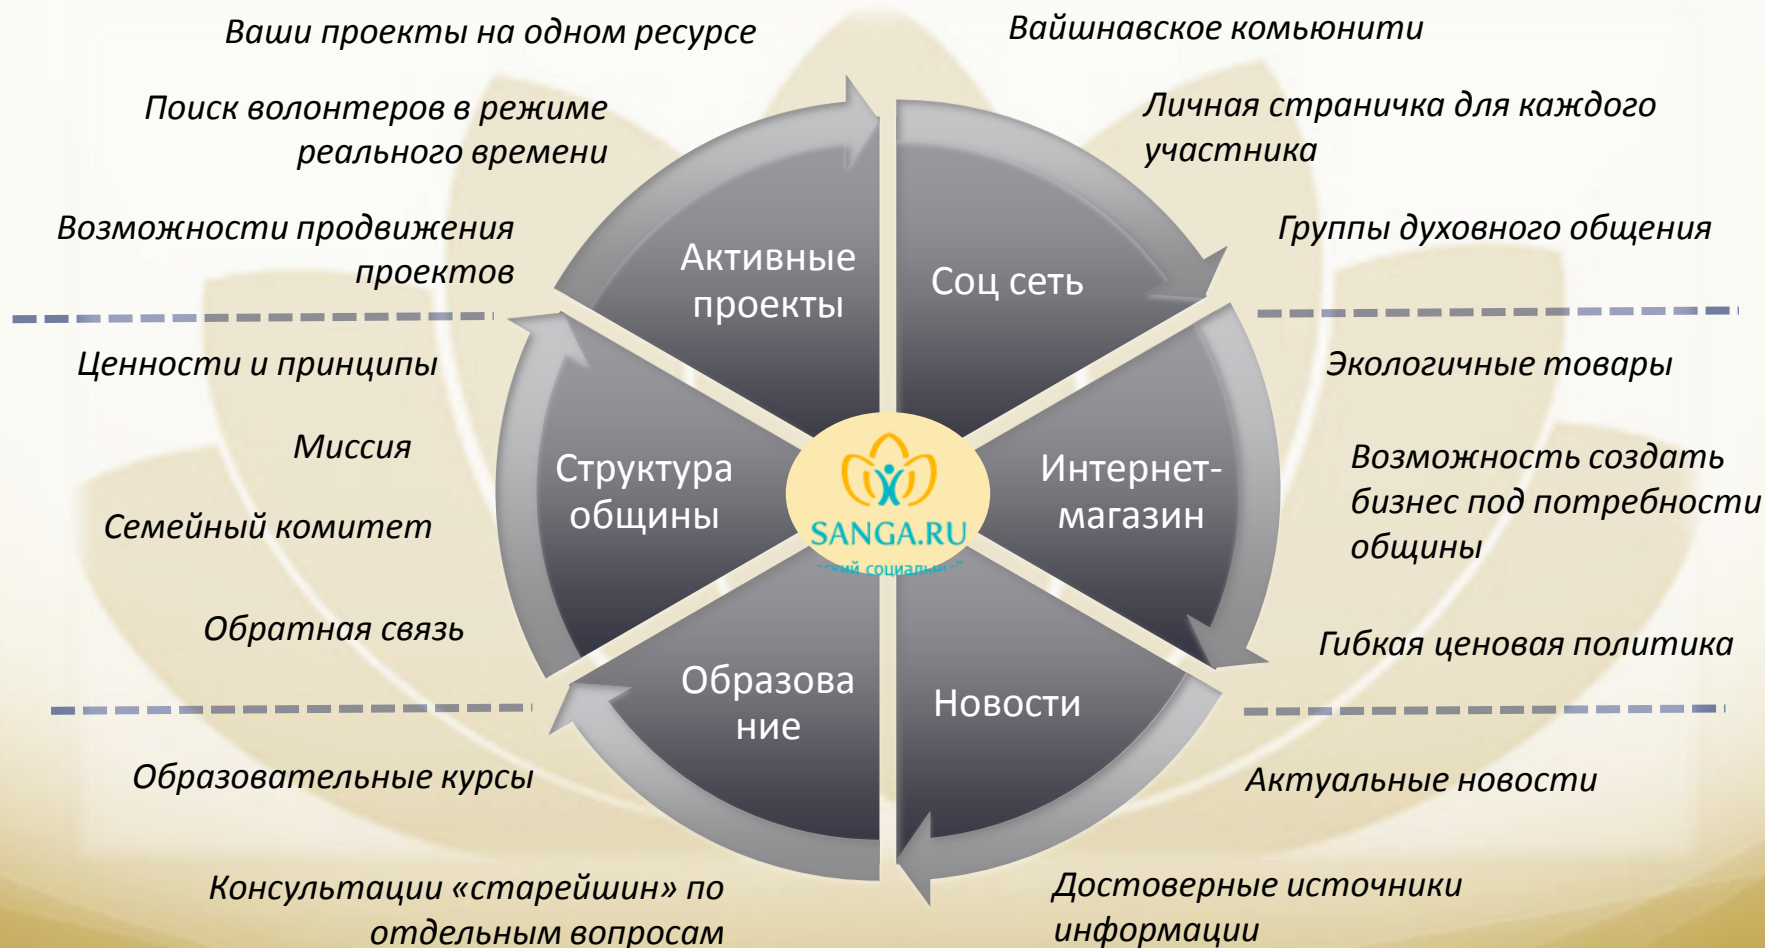 Ваши проекты на одном ресурсе
Поиск волонтеров в режиме
реального времени
Возможности продвижения
проектов
Вайшнавское комьюнити
Личная страничка для каждого
участника
Группы духовного общения
Активные
проекты
Соц сеть
Ценности и принципы
Миссия
Семейный комитет
Обратная связь
Структура
общины
SANGA.RU
социальный
Интернет-
магазин
Экологичные товары
Возможность создать
бизнес под потребности
общины
Гибкая ценовая политика
Образова
ние
Новости
Образовательные курсы
Консультации «старейшин» по
отдельным вопросам
Актуальные новости
Достоверные источники
информации